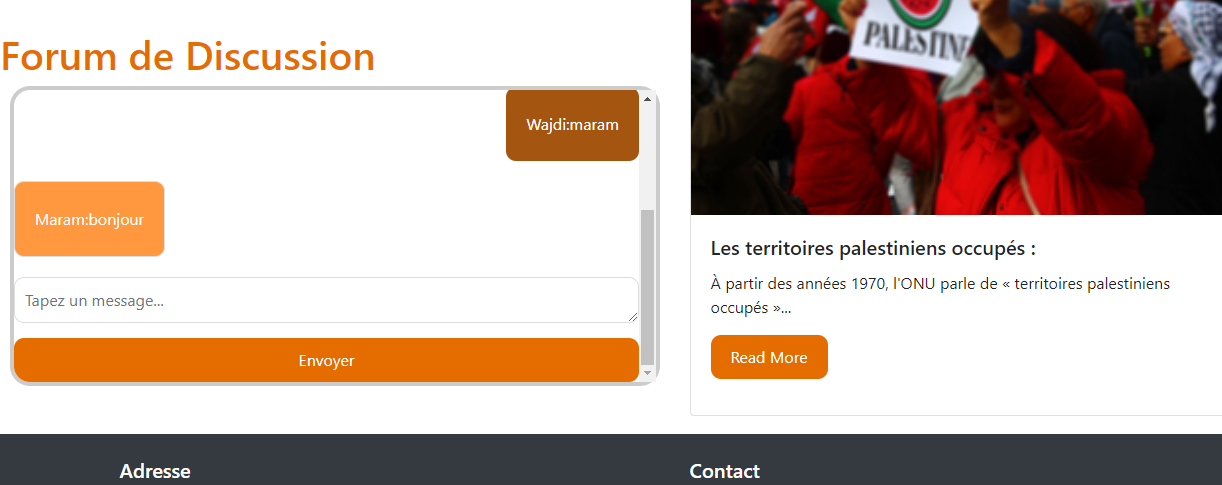 Forum de Discussion
Wajdi:maram
Maram:bonjour
Tapez un message...
Envoyer
PALESTINE
Les territoires palestiniens occupés :
À partir des années 1970, l'ONU parle de « territoires palestiniens
occupés »...
Read More
Adresse
Contact